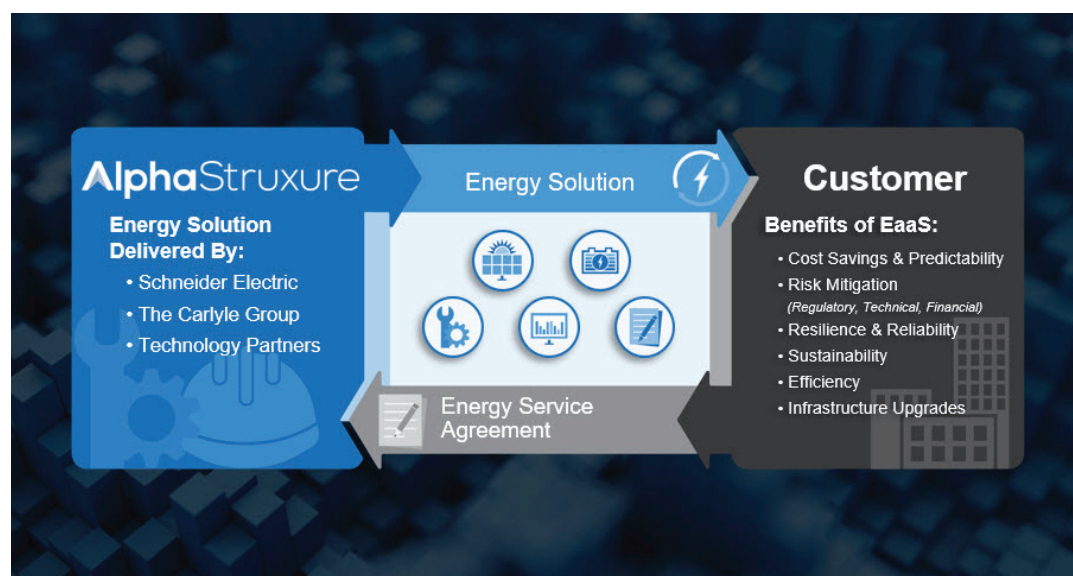 AlphaStruxure
Energy Solution
Delivered By:
• Schneider Electric
• The Carlyle Group
• Technology Partners
Energy Solution
Energy Service
Agreement
Customer
Benefits of EaaS:
• Cost Savings & Predictability
• Risk Mitigation
(Regulatory, Technical, Financial)
• Resilience & Reliability
• Sustainability
• Efficiency
• Infrastructure Upgrades